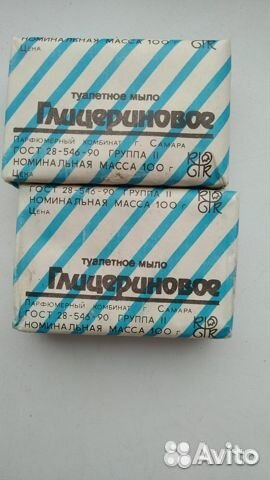 НОМИНАЛЬНАЯ МАССА 100 г
ЦЕНА
туалетное мыло
Глицериновое
ПАРФЮМЕРНЫЙ КОМБИНАТ г. САМАРА
ГОСТ 28-546-90 ГРУППА II
НОМИНАЛЬНАЯ МАССА 100 г
ЦЕНА
ГОСТ 28-546-90 ГРУППА II
НОМИНАЛЬНАЯ МАССА 100 г
ЦЕНА
туалетное мыло
Глицериновое
ПАРФЮМЕРНЫЙ КОМБИНАТ г. САМАРА
ГОСТ 28-546-90 ГРУППА II
НОМИНАЛЬНАЯ МАССА 100 г
Avito